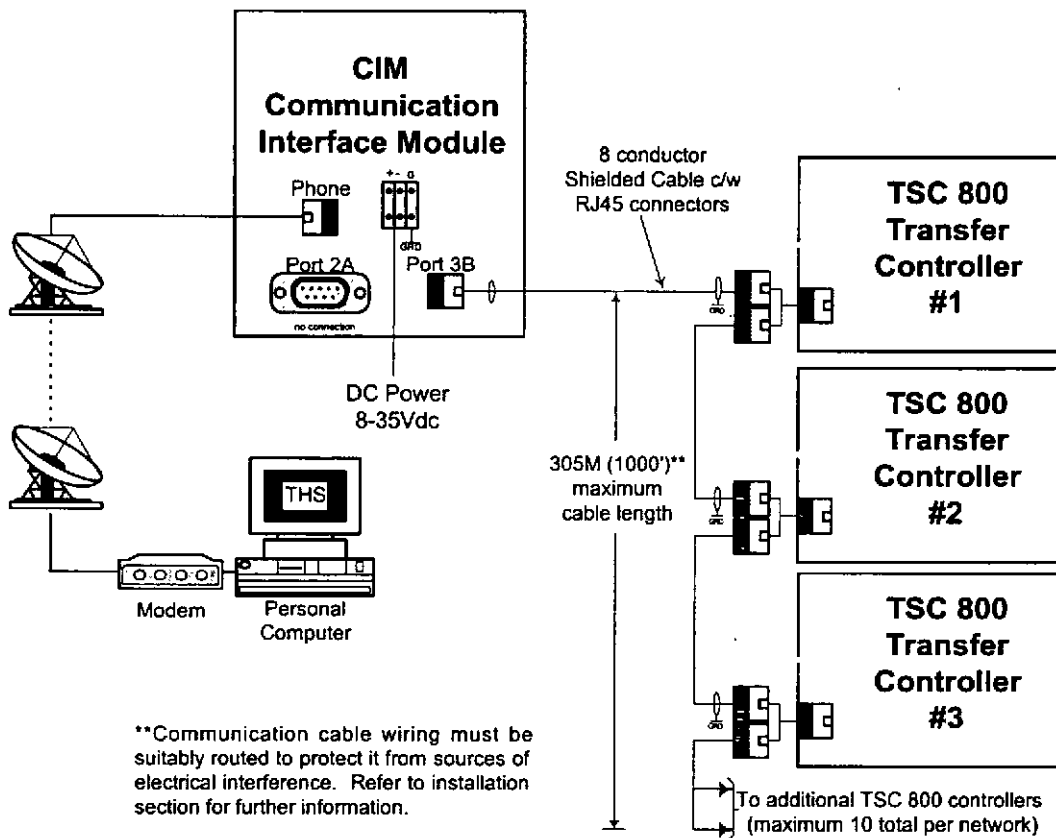 CIM
Communication
Interface Module
Phone
+- G
GRD
Port 2A
Port 3B
no connection
DC Power
8-35Vdc
8 conductor
Shielded Cable c/w
RJ45 connectors
TSC 800
Transfer
Controller
#1
GRD
305M (1000')**
maximum
cable length
TSC 800
Transfer
Controller
#2
GRD
TSC 800
Transfer
Controller
#3
GRD
THS
Modem
Personal
Computer
**Communication cable wiring must be
suitably routed to protect it from sources of
electrical interference. Refer to installation
section for further information.
To additional TSC 800 controllers
(maximum 10 total per network)